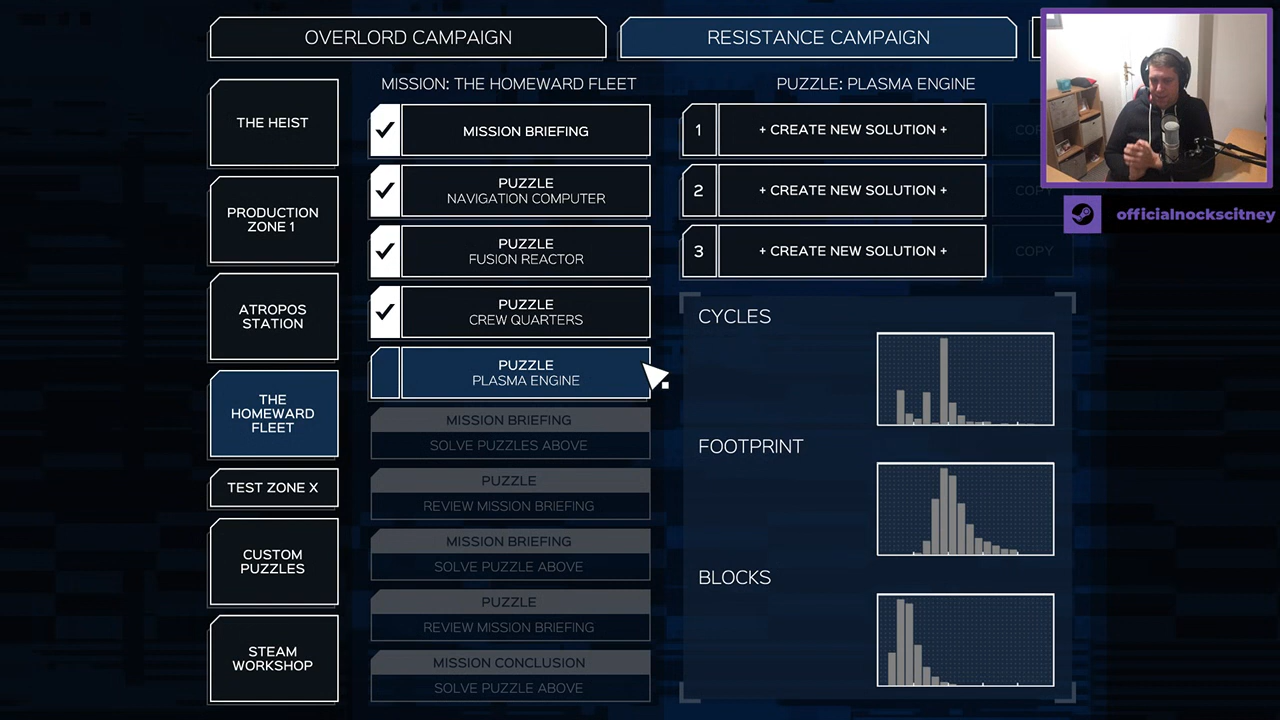 OVERLORD CAMPAIGN
RESISTANCE CAMPAIGN
THE HEIST
PRODUCTION
ZONE 1
ATROPOS
STATION
THE
HOMEWARD
FLEET
TEST ZONE X
CUSTOM
PUZZLES
STEAM
WORKSHOP
MISSION: THE HOMEWARD FLEET
MISSION BRIEFING
PUZZLE
NAVIGATION COMPUTER
PUZZLE
FUSION REACTOR
PUZZLE
CREW QUARTERS
PUZZLE
PLASMA ENGINE
MISSION BRIEFING
SOLVE PUZZLES ABOVE
PUZZLE
REVIEW MISSION BRIEFING
MISSION BRIEFING
SOLVE PUZZLE ABOVE
PUZZLE
REVIEW MISSION BRIEFING
MISSION CONCLUSION
SOLVE PUZZLE ABOVE
PUZZLE: PLASMA ENGINE
1 + CREATE NEW SOLUTION + COP
2 + CREATE NEW SOLUTION + COPY
3 + CREATE NEW SOLUTION + COPY
CYCLES
FOOTPRINT
BLOCKS
officialnockscitney